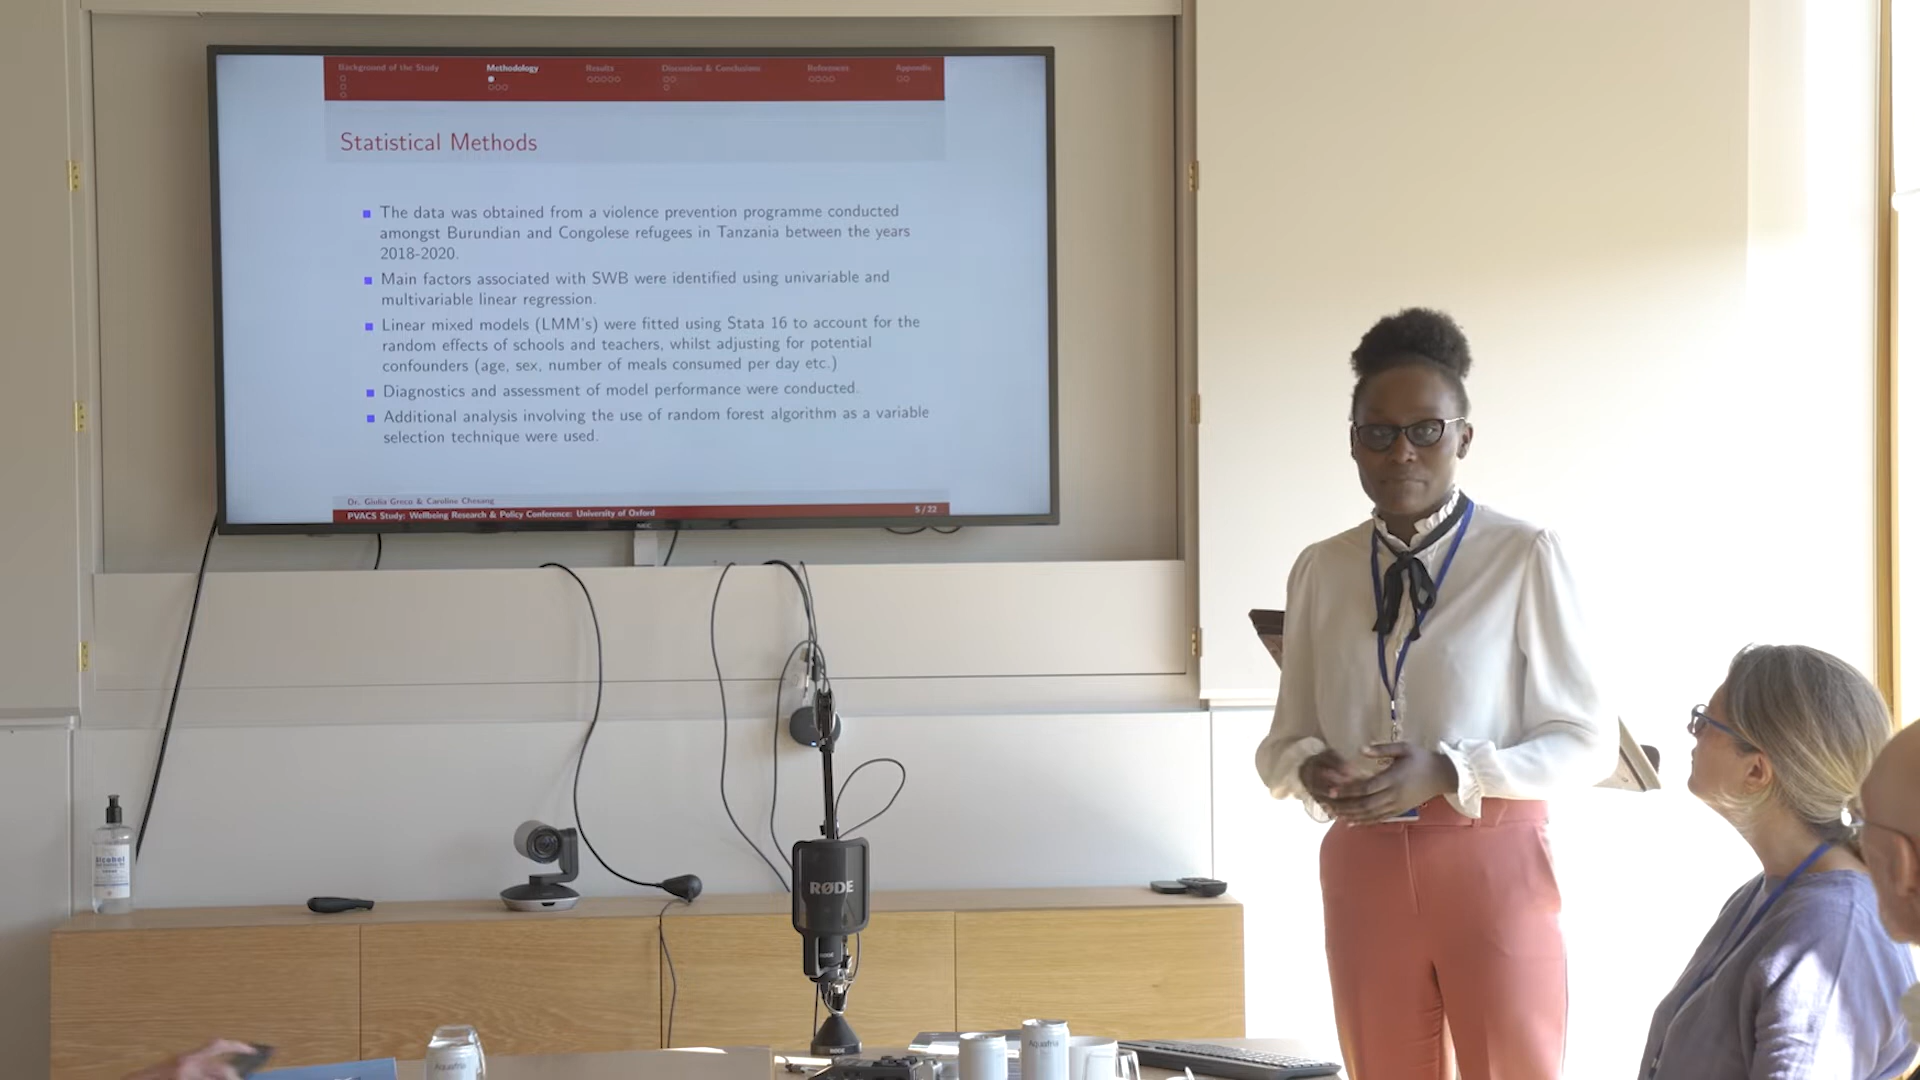 Background of the Study Methodology Results Discussion & Conclusions References Appendix
Statistical Methods
The data was obtained from a violence prevention programme conducted
amongst Burundian and Congolese refugees in Tanzania between the years
2018-2020.
Main factors associated with SWB were identified using univariable and
multivariable linear regression.
Linear mixed models (LMM's) were fitted using Stata 16 to account for the
random effects of schools and teachers, whilst adjusting for potential
confounders (age, sex, number of meals consumed per day etc.)
Diagnostics and assessment of model performance were conducted.
Additional analysis involving the use of random forest algorithm as a variable
selection technique were used.
Dr. Giulia Greco & Caroline Chesang
PVACS Study: Wellbeing Research & Policy Conference: University of Oxford 5 / 22
NEC
Alcohol
RØDE
Aquafria
Aquafria
RØDE